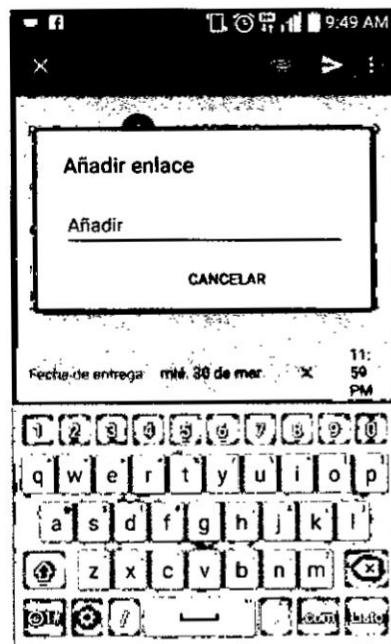 9:49 AM
Añadir enlace
Añadir
CANCELAR
Fecha de entrega mié. 30 de mar. 11:59 PM
1 2 3 4 5 6 7 8 9 0
q w e r t y u i o p
a s d f g h j k l
z x c v b n m
.com Listo